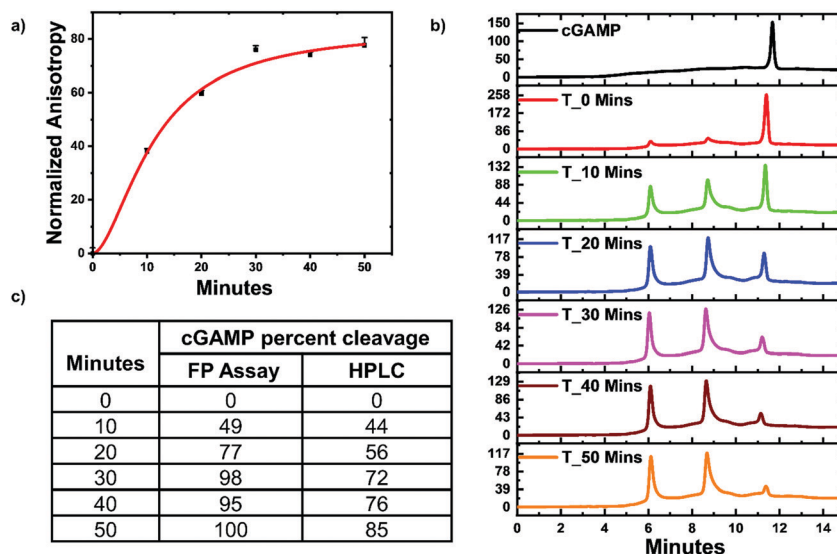 a)
Normalized Anisotropy
80
60
40
20
0
0 10 20 30 40 50
Minutes
b)
cGAMP
150
100
50
0
T_0 Mins
258
172
86
0
T_10 Mins
132
88
44
0
T_20 Mins
117
78
39
0
T_30 Mins
126
84
42
0
T_40 Mins
129
86
43
0
T_50 Mins
117
78
39
0
0 2 4 6 8 10 12 14
Minutes
c)
Minutes cGAMP percent cleavage
FP Assay HPLC
0 0 0
10 49 44
20 77 56
30 98 72
40 95 76
50 100 85